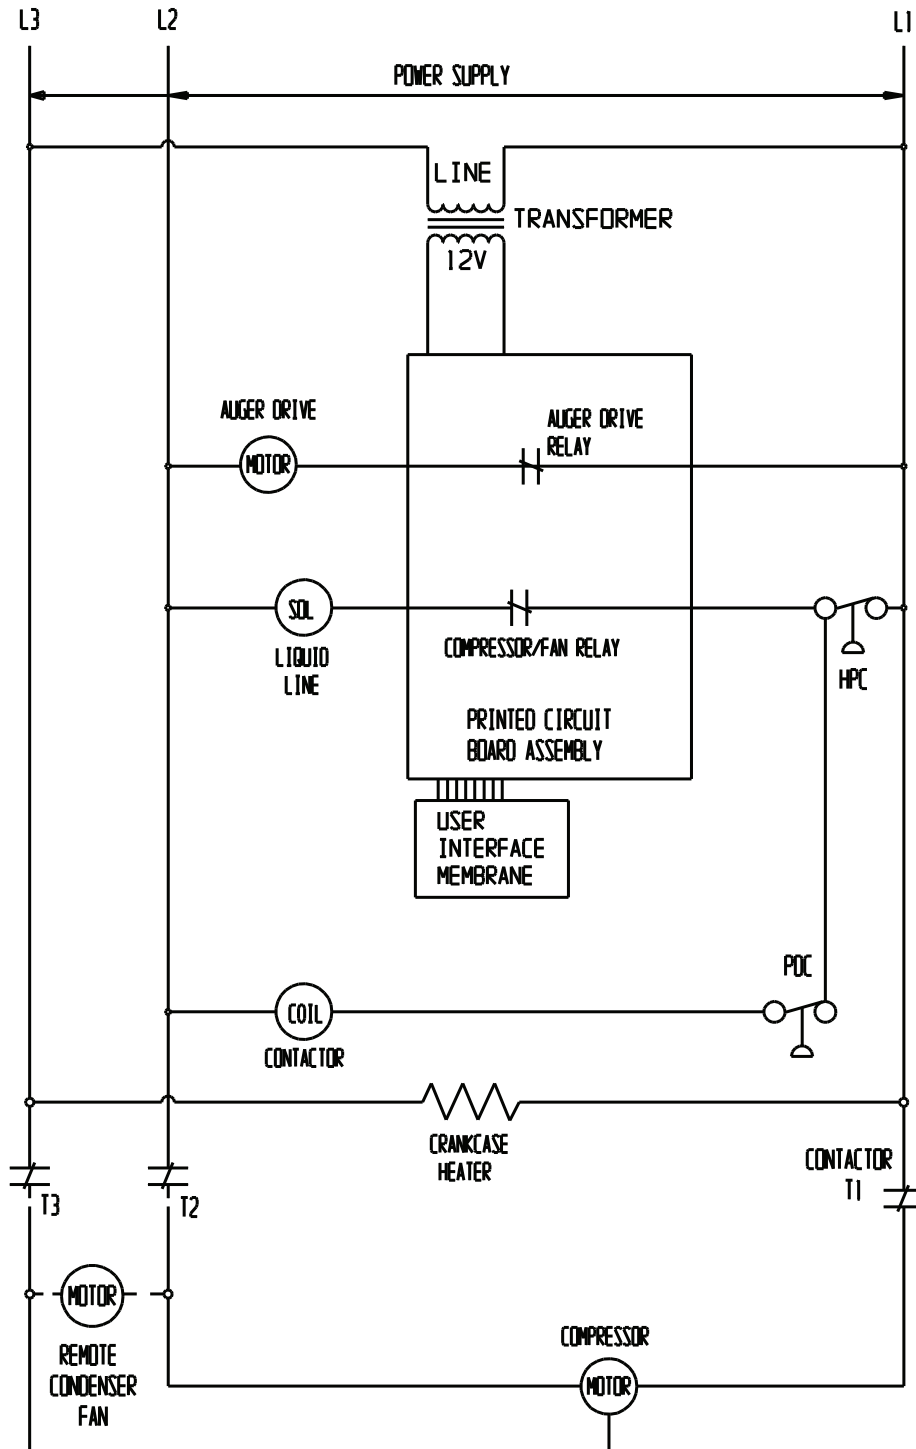 L3
L2
L1
POWER SUPPLY
LINE
TRANSFORMER
12V
AUGER DRIVE
MOTOR
AUGER DRIVE
RELAY
SOL
LIQUID
LINE
COMPRESSOR/FAN RELAY
HPC
PRINTED CIRCUIT
BOARD ASSEMBLY
USER
INTERFACE
MEMBRANE
POC
COIL
CONTACTOR
CRANKCASE
HEATER
CONTACTOR
T1
T3
T2
MOTOR
REMOTE
CONDENSER
FAN
COMPRESSOR
MOTOR